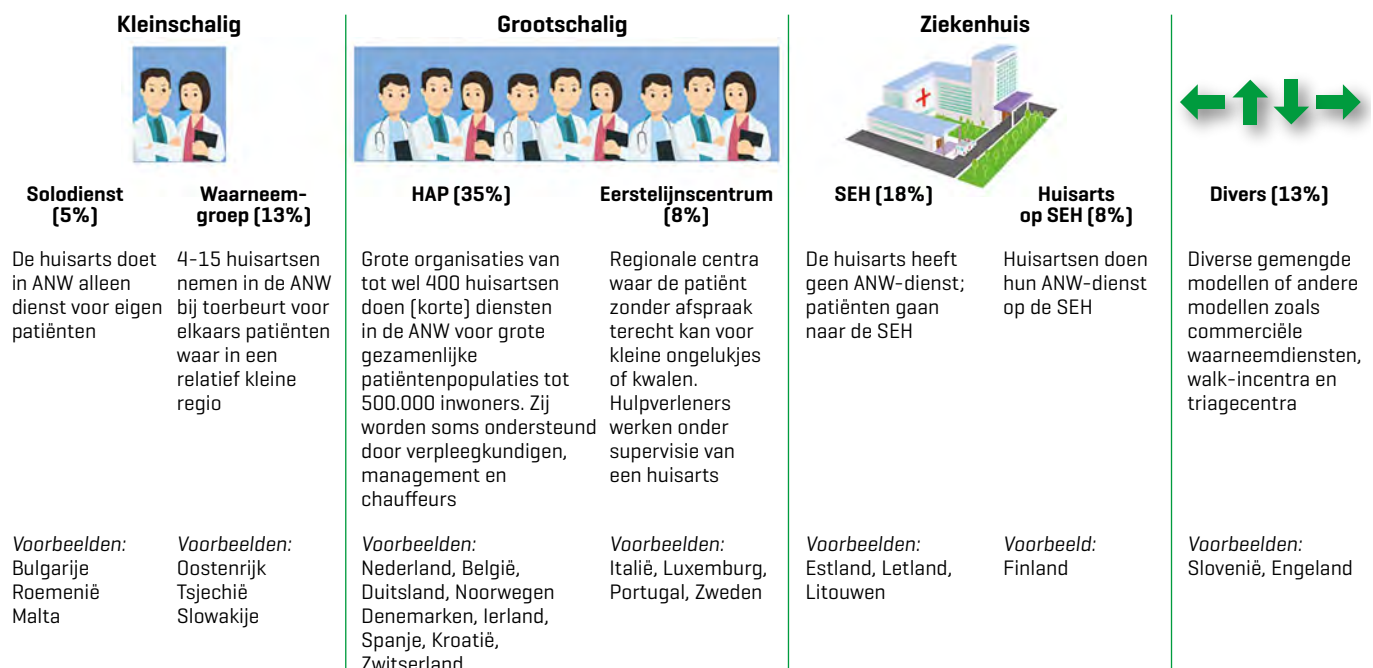 Kleinschalig
Solodienst
(5%)
De huisarts doet
in ANW alleen
dienst voor eigen
patiënten
Voorbeelden:
Bulgarije
Roemenië
Malta
Waarneem-
groep (13%)
4-15 huisartsen
nemen in de ANW
bij toerbeurt voor
elkaars patiënten
waar in een
relatief kleine
regio
Voorbeelden:
Oostenrijk
Tsjechië
Slowakije
Grootschalig
HAP (35%)
Grote organisaties van
tot wel 400 huisartsen
doen (korte) diensten
in de ANW voor grote
gezamenlijke
patiëntenpopulaties tot
500.000 inwoners. Zij
worden soms ondersteund
door verpleegkundigen,
management en
chauffeurs
Voorbeelden:
Nederland, België,
Duitsland, Noorwegen
Denemarken, Ierland,
Spanje, Kroatië,
Zwitserland
Eerstelijnscentrum
(8%)
Regionale centra
waar de patiënt
zonder afspraak
terecht kan voor
kleine ongelukjes
of kwalen.
Hulpverleners
werken onder
supervisie van
een huisarts
Voorbeelden:
Italië, Luxemburg,
Portugal, Zweden
Ziekenhuis
SEH (18%)
De huisarts heeft
geen ANW-dienst;
patiënten gaan
naar de SEH
Voorbeelden:
Estland, Letland,
Litouwen
Huisarts
op SEH (8%)
Huisartsen doen
hun ANW-dienst
op de SEH
Voorbeeld:
Finland
Divers (13%)
Diverse gemengde
modellen of andere
modellen zoals
commerciële
waarneemdiensten,
walk-incentra en
triagecentra
Voorbeelden:
Slovenië, Engeland